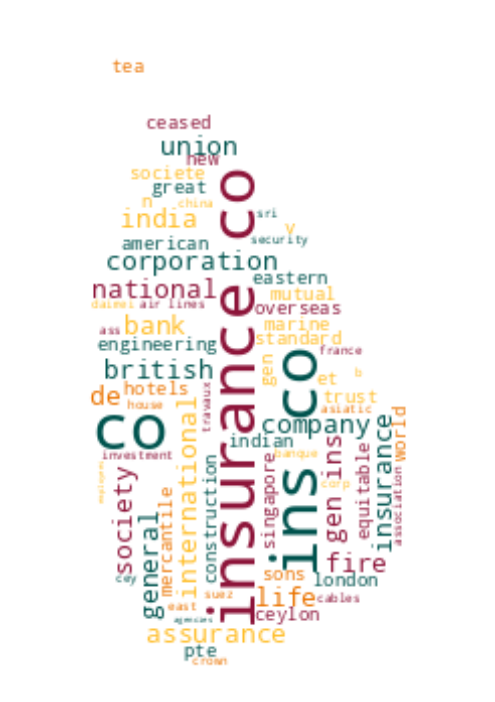 tea
ceased
union
new
societe
great
n
china
india
sri
v
american
security
corporation
eastern
national
mutual
daimei
air lines
overseas
ass
bank
marine
engineering
standard
france
british
gen
et
b
de
hotels
trust
house
asiatic
co
travaux
company
world
insurance co
ins co
indian
investment
banque
society
international
construction
singapore
corp
gen ins
equitable
insurance
association
employees
general
mercantile
fire
cey
sons
london
suez
life
cables
east
ceylon
agencies
assurance
pte
crown